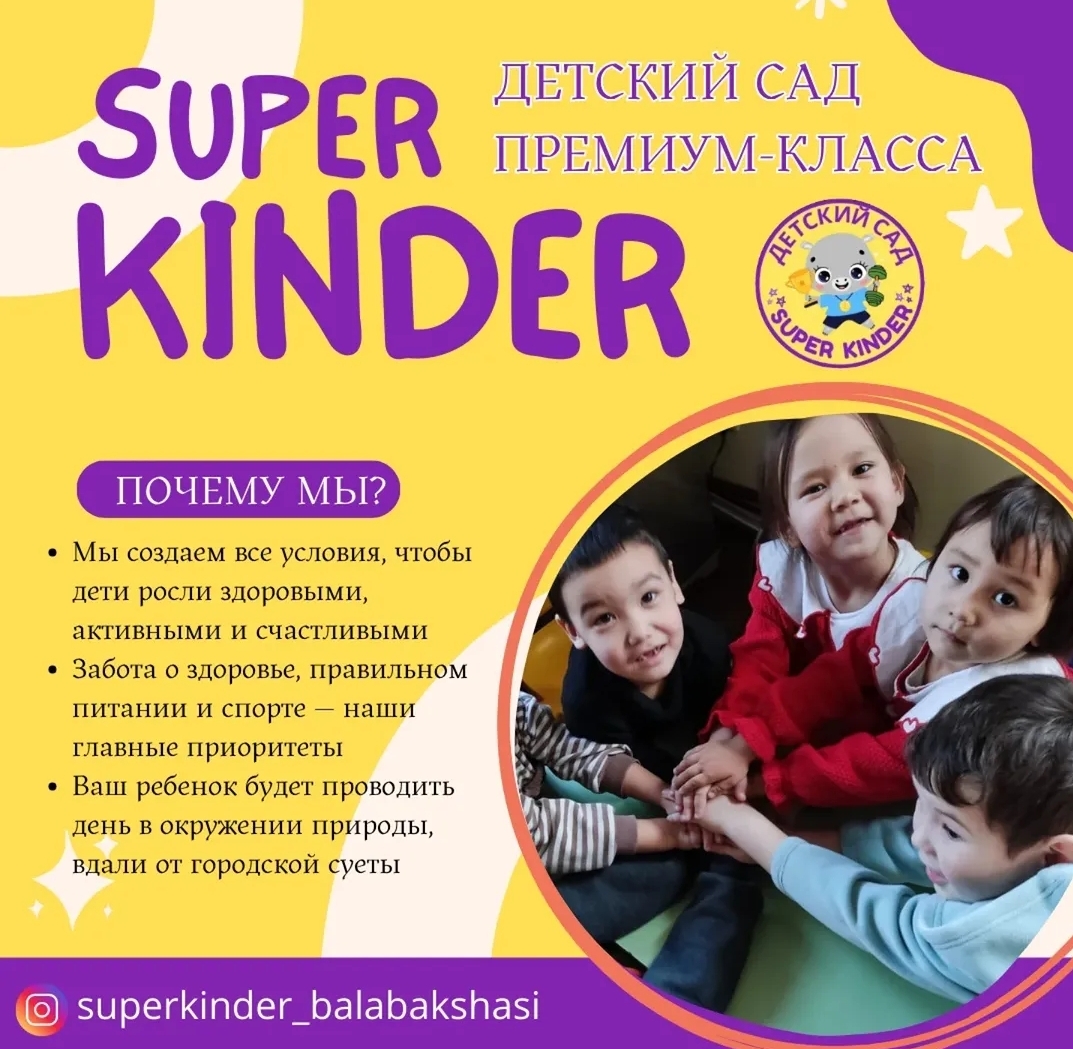 SUPER
KINDER
ДЕТСКИЙ САД
ПРЕМИУМ-КЛАССА
ДЕТСКИЙ САД
SUPER KINDER
ПОЧЕМУ МЫ?
• Мы создаем все условия, чтобы
дети росли здоровыми,
активными и счастливыми
• Забота о здоровье, правильном
питании и спорте — наши
главные приоритеты
• Ваш ребенок будет проводить
день в окружении природы,
вдали от городской суеты
superkinder_balabakshasi